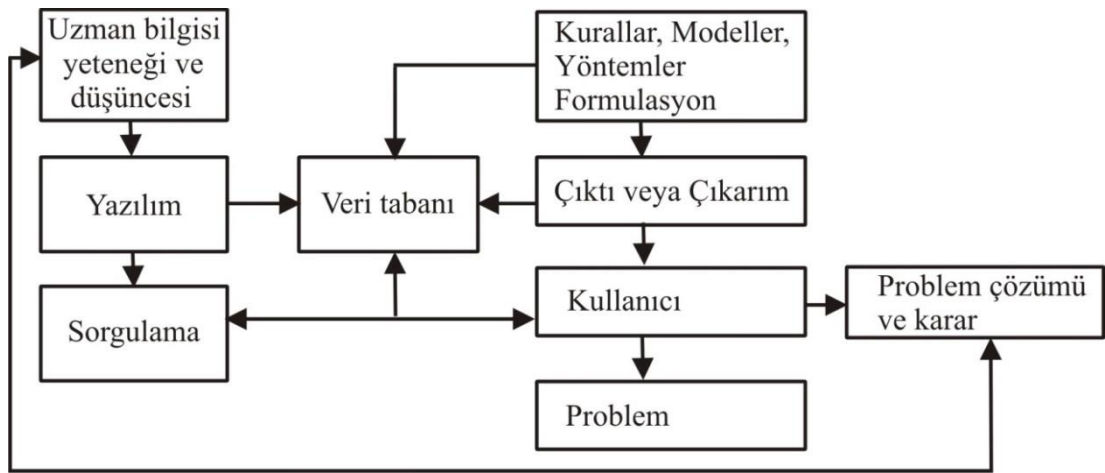 Uzman bilgisi
yeteneği ve
düşüncesi
Kurallar, Modeller,
Yöntemler
Formulasyon
Yazılım
Veri tabanı
Çıktı veya Çıkarım
Sorgulama
Kullanıcı
Problem çözümü
ve karar
Problem